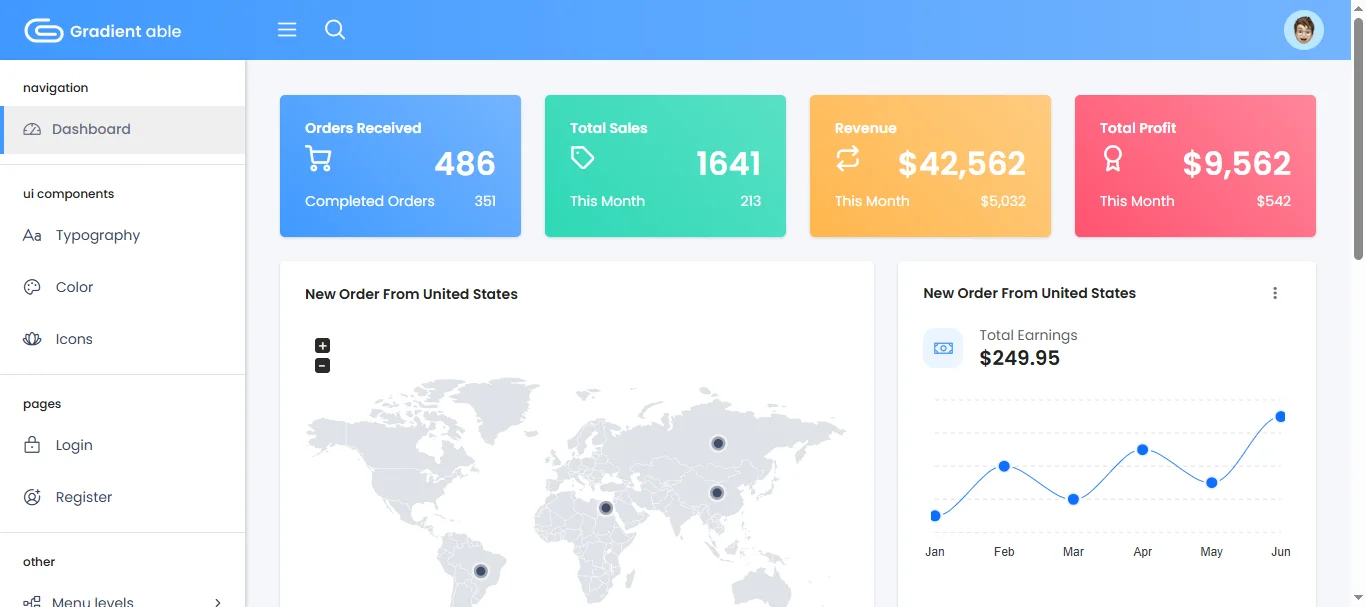 Gradient able
navigation
Dashboard
ui components
Typography
Color
Icons
pages
Login
Register
other
Menu levels
Orders Received
486
Completed Orders 351
Total Sales
1641
This Month 213
Revenue
$42,562
This Month $5,032
Total Profit
$9,562
This Month $542
New Order From United States
+
−
New Order From United States
Total Earnings
$249.95
Jan Feb Mar Apr May Jun